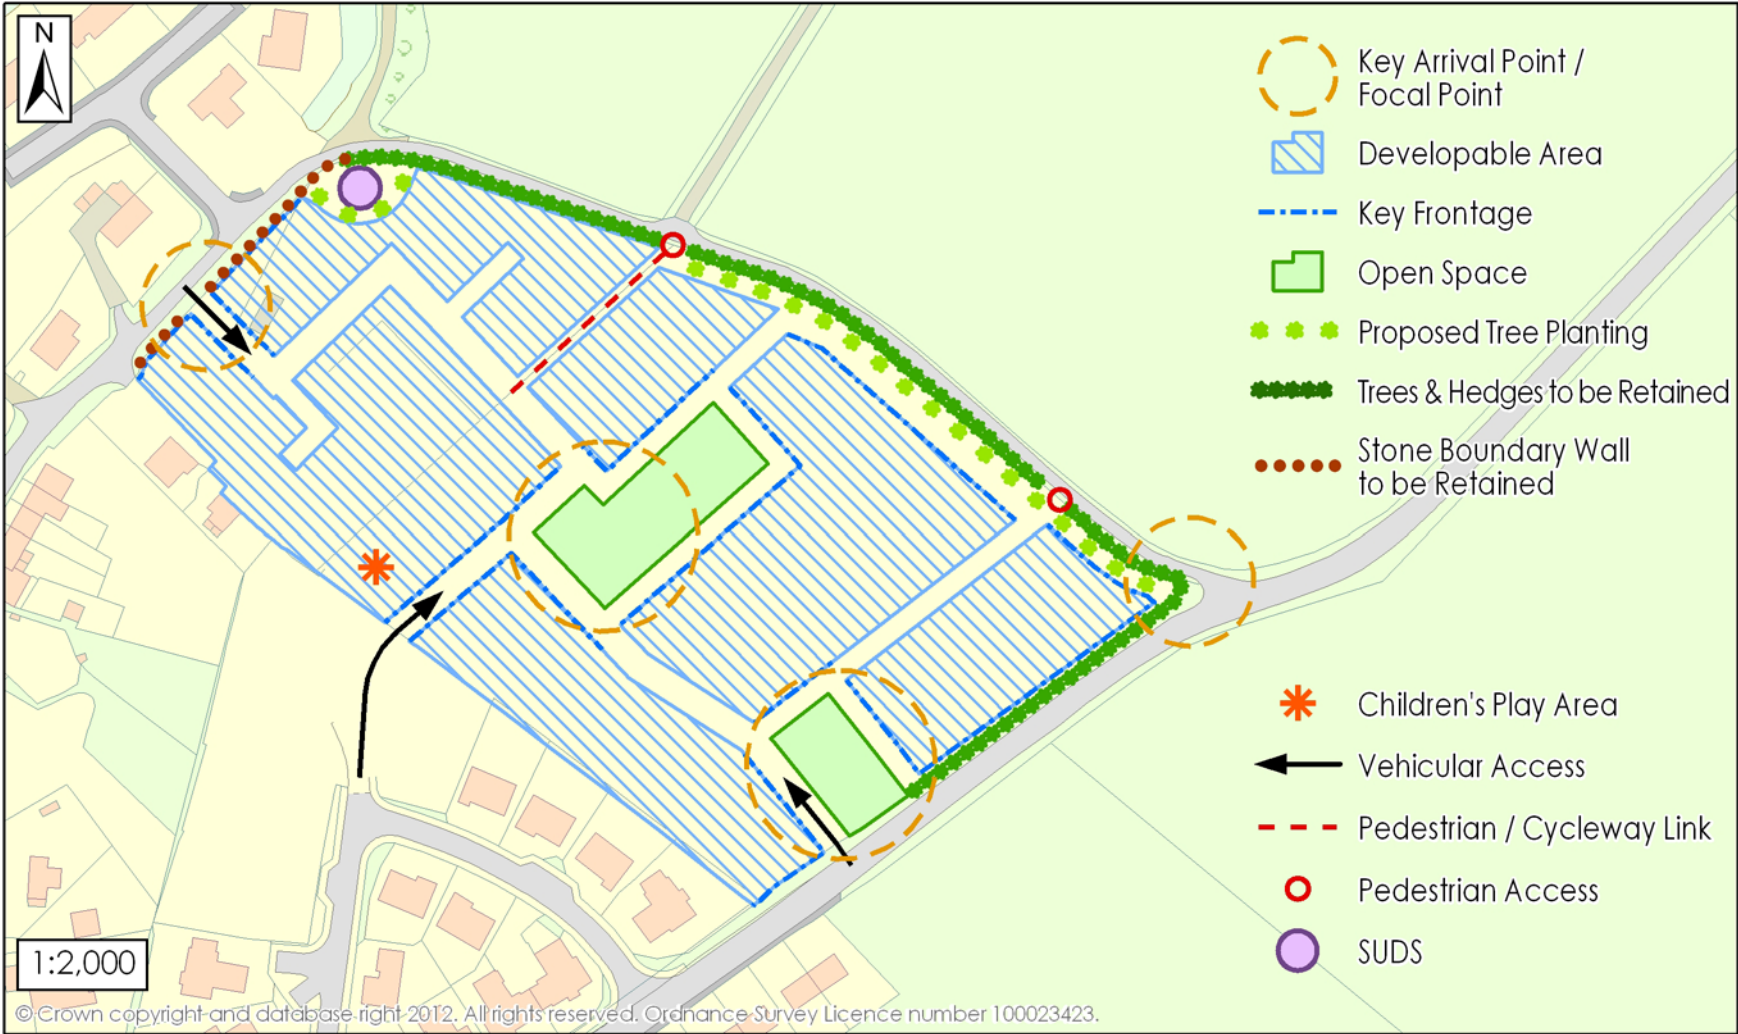 N
Key Arrival Point /
Focal Point
Developable Area
Key Frontage
Open Space
Proposed Tree Planting
Trees & Hedges to be Retained
Stone Boundary Wall
to be Retained
Children's Play Area
Vehicular Access
Pedestrian / Cycleway Link
Pedestrian Access
SUDS
1:2,000
© Crown copyright and database right 2012. All rights reserved. Ordnance Survey Licence number 100023423.